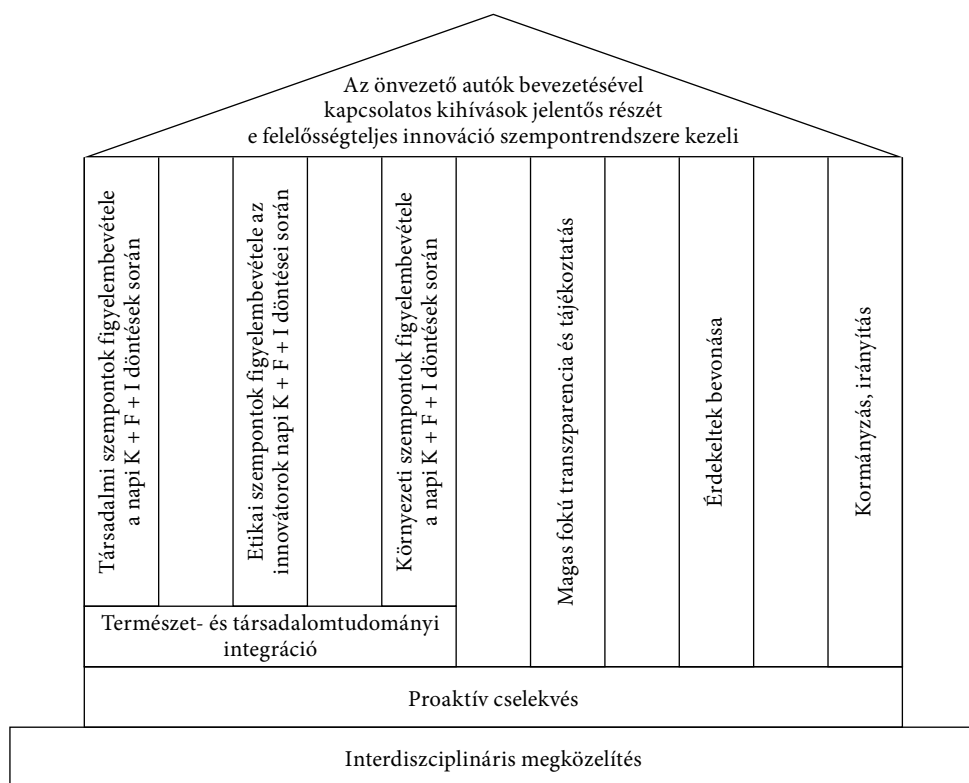 Az önvezető autók bevezetésével
kapcsolatos kihívások jelentős részét
e felelősségteljes innováció szempontrendszere kezeli
Társadalmi szempontok figyelembevétele
a napi K + F + I döntések során
Etikai szempontok figyelembevétele az
innovátorok napi K + F + I döntései során
Környezeti szempontok figyelembevétele
a napi K + F + I döntések során
Magas fokú transzparencia és tájékoztatás
Érdekeltek bevonása
Kormányzás, irányítás
Természet- és társadalomtudományi
integráció
Proaktív cselekvés
Interdiszciplináris megközelítés